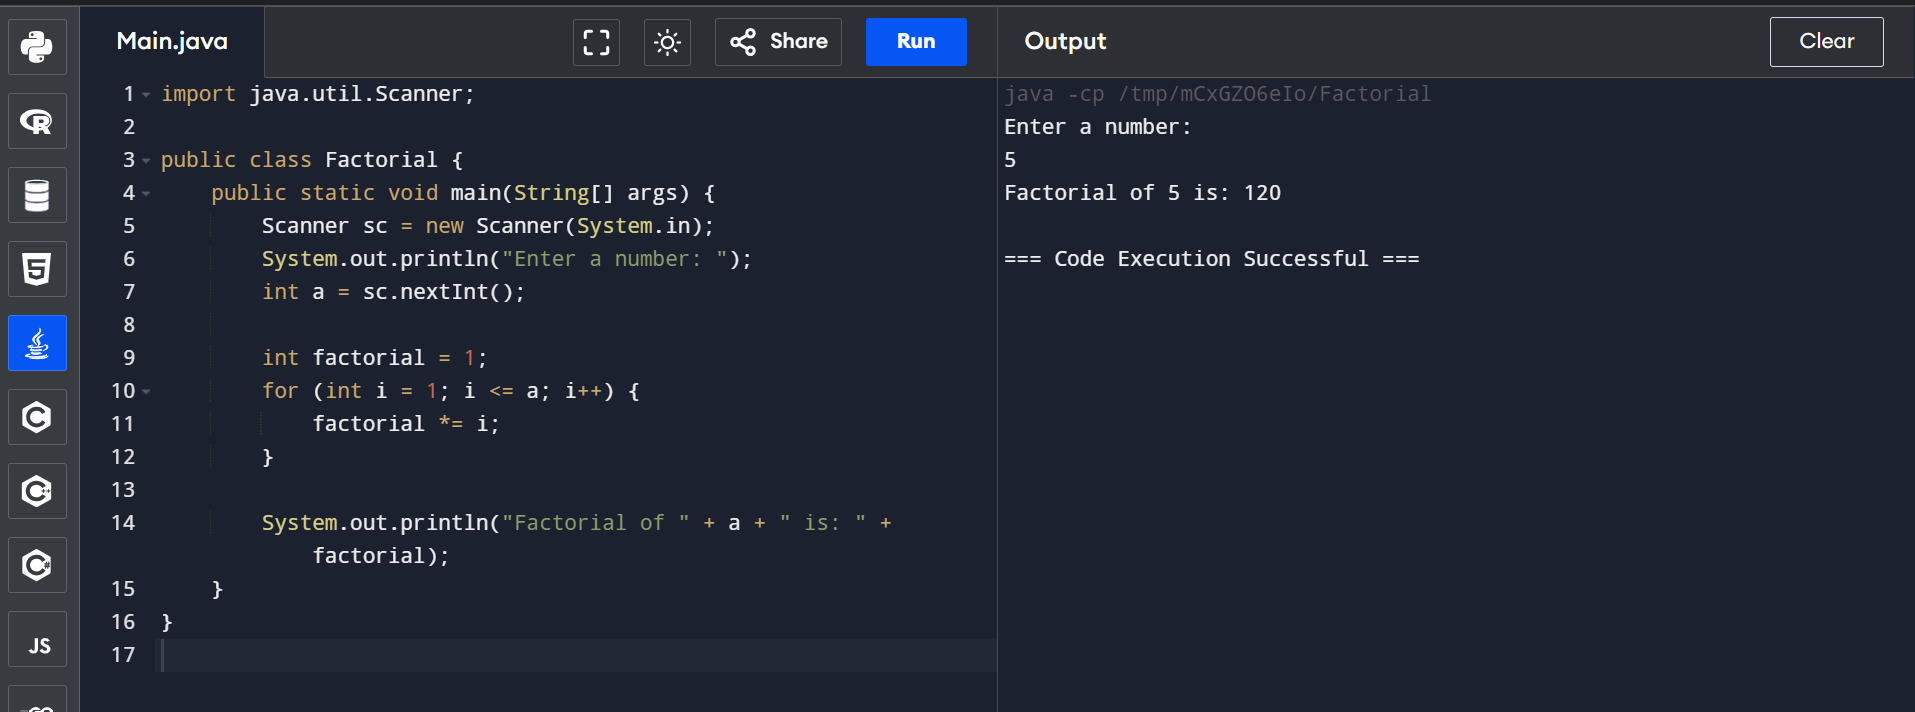 Main.java
Share
Run
Output
Clear
1 import java.util.Scanner;
2
3 public class Factorial {
4     public static void main(String[] args) {
5         Scanner sc = new Scanner(System.in);
6         System.out.println("Enter a number: ");
7         int a = sc.nextInt();
8
9         int factorial = 1;
10         for (int i = 1; i <= a; i++) {
11             factorial *= i;
12         }
13
14         System.out.println("Factorial of " + a + " is: " +
            factorial);
15     }
16 }
17
java -cp /tmp/mCxGZO6eIo/Factorial
Enter a number:
5
Factorial of 5 is: 120
=== Code Execution Successful ===
R
5
C
C++
C#
JS
GO